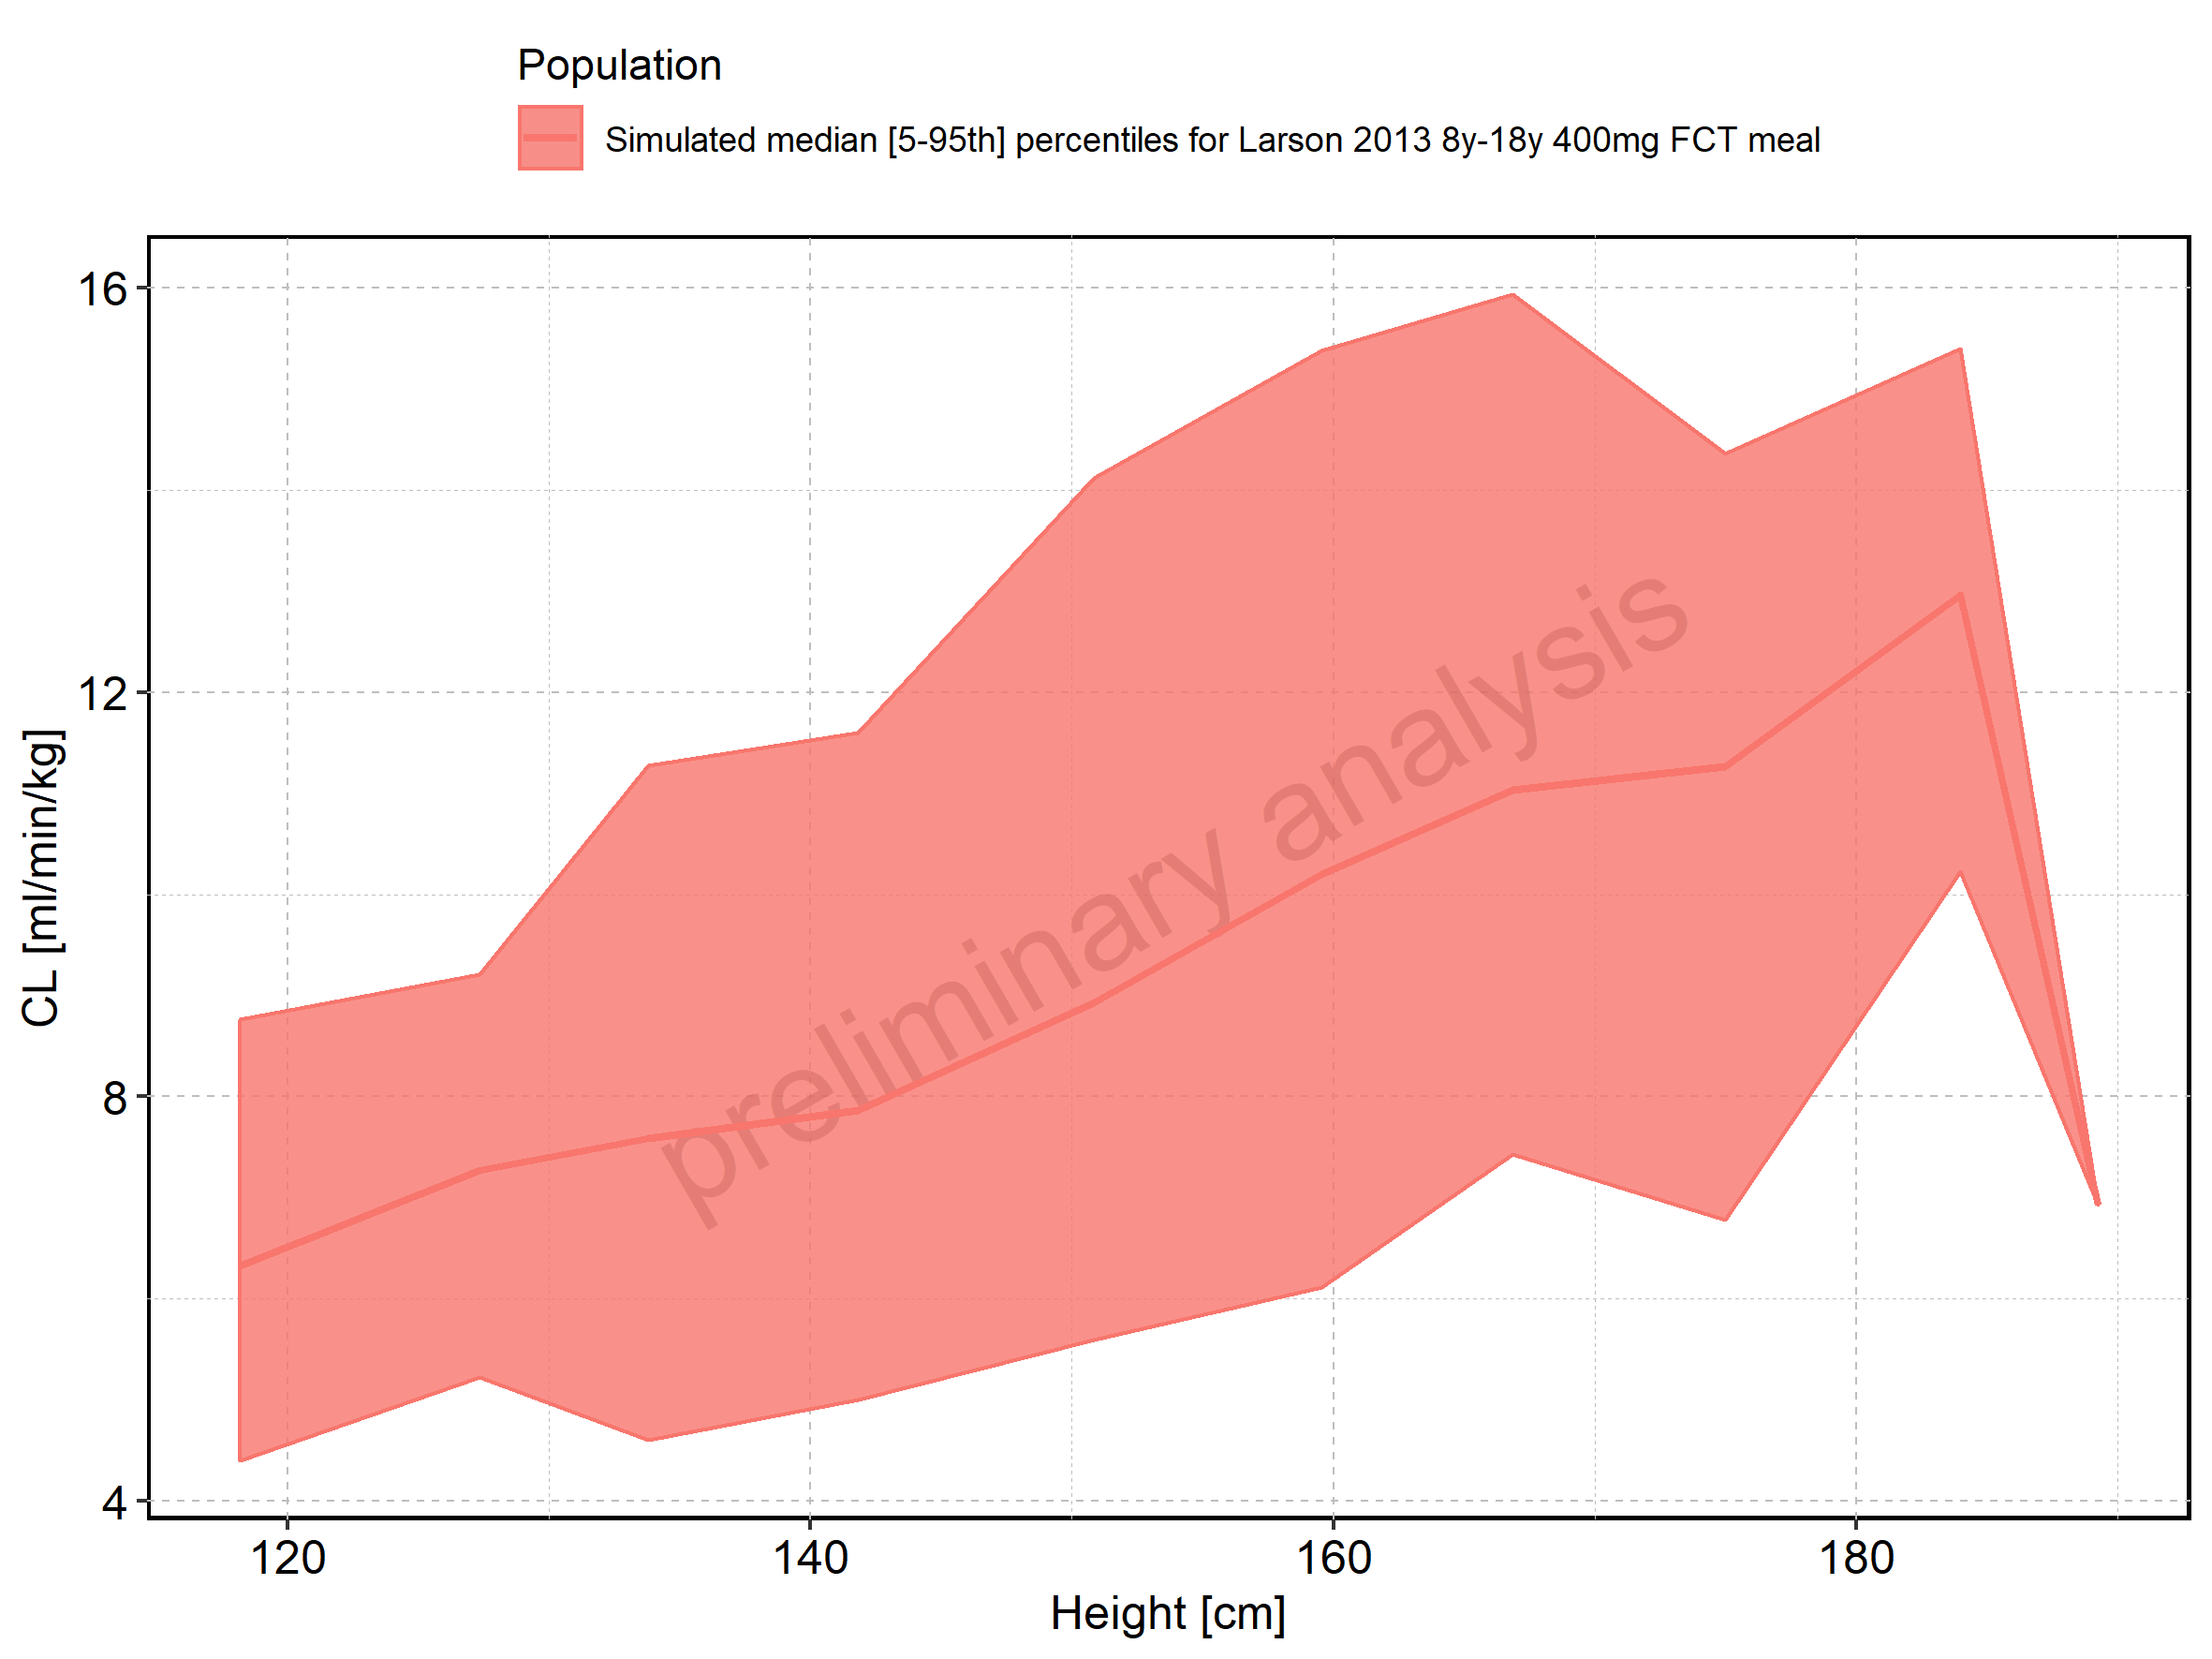 Population
Simulated median [5-95th] percentiles for Larson 2013 8y-18y 400mg FCT meal
16
12
8
4
CL [ml/min/kg]
preliminary analysis
120 140 160 180
Height [cm]